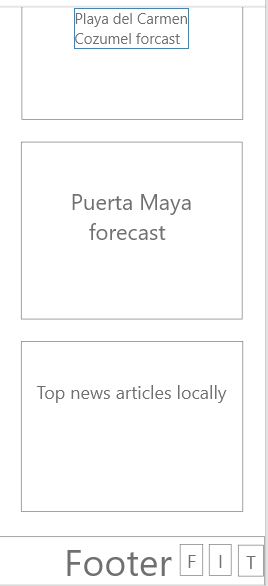 Playa del Carmen
Cozumel forcast
Puerta Maya
forecast
Top news articles locally
Footer F I T